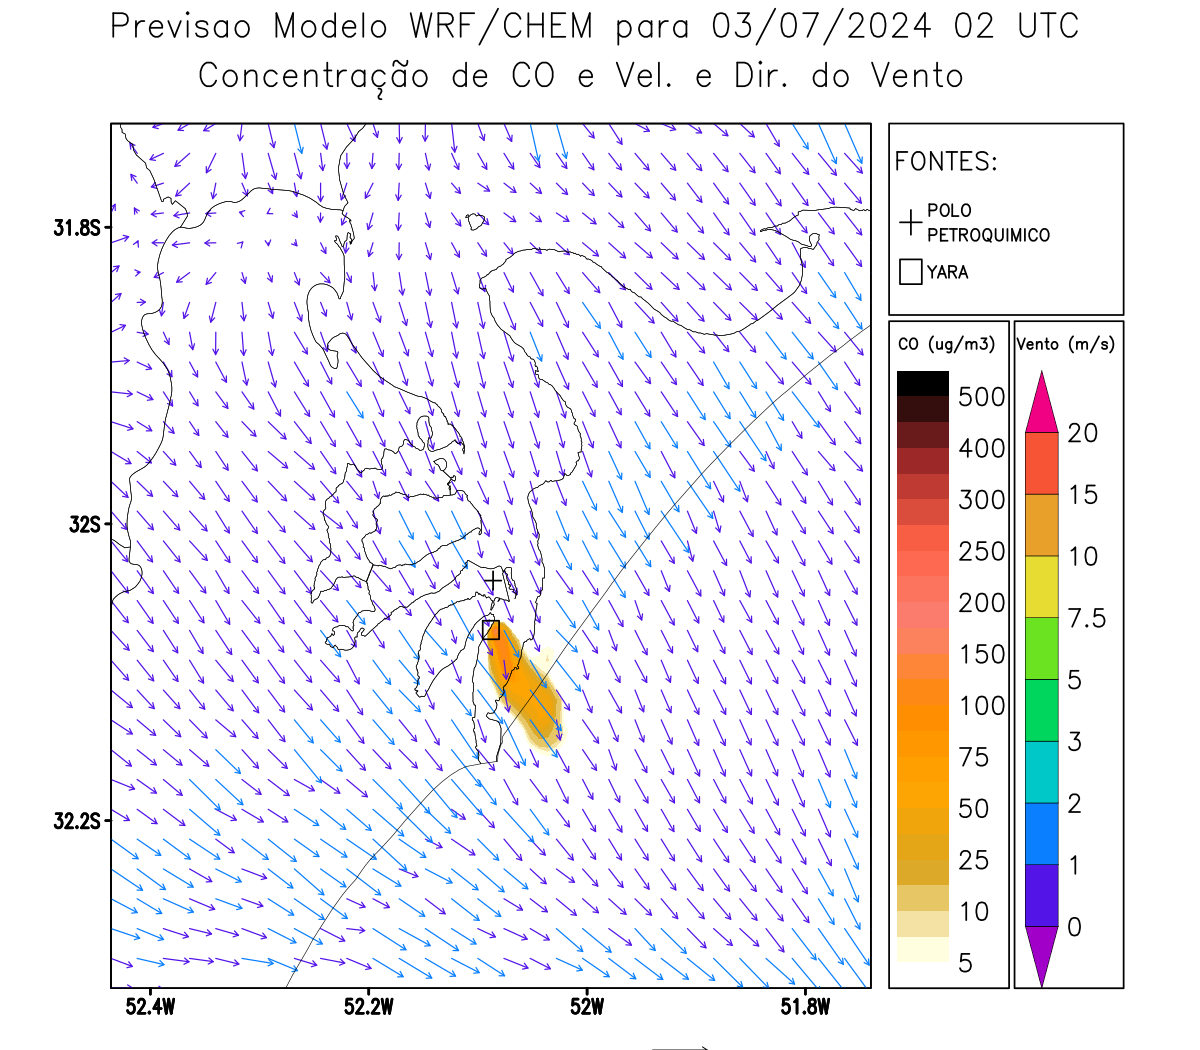 Previsao Modelo WRF/CHEM para 03/07/2024 02 UTC
Concentração de CO e Vel. e Dir. do Vento
FONTES:
POLO
PETROQUIMICO
YARA
CO (ug/m3)
500
400
300
250
200
150
100
75
50
25
10
5
Vento (m/s)
20
15
10
7.5
5
3
2
1
0
31.8S
32S
32.2S
52.4W
52.2W
52W
51.8W